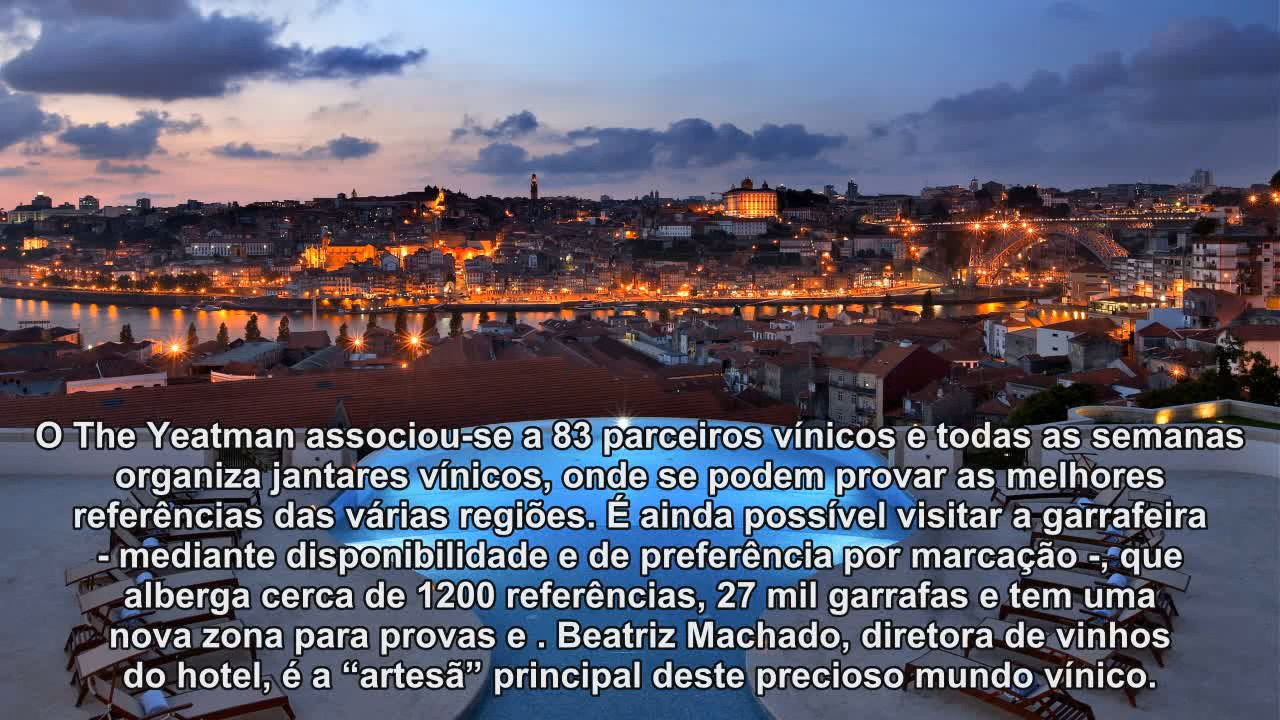 O The Yeatman associou-se a 83 parceiros vínicos e todas as semanas
organiza jantares vínicos, onde se podem provar as melhores
referências das várias regiões. É ainda possível visitar a garrafeira
- mediante disponibilidade e de preferência por marcação -, que
alberga cerca de 1200 referências, 27 mil garrafas e tem uma
nova zona para provas e . Beatriz Machado, diretora de vinhos
do hotel, é a “artesã” principal deste precioso mundo vínico.